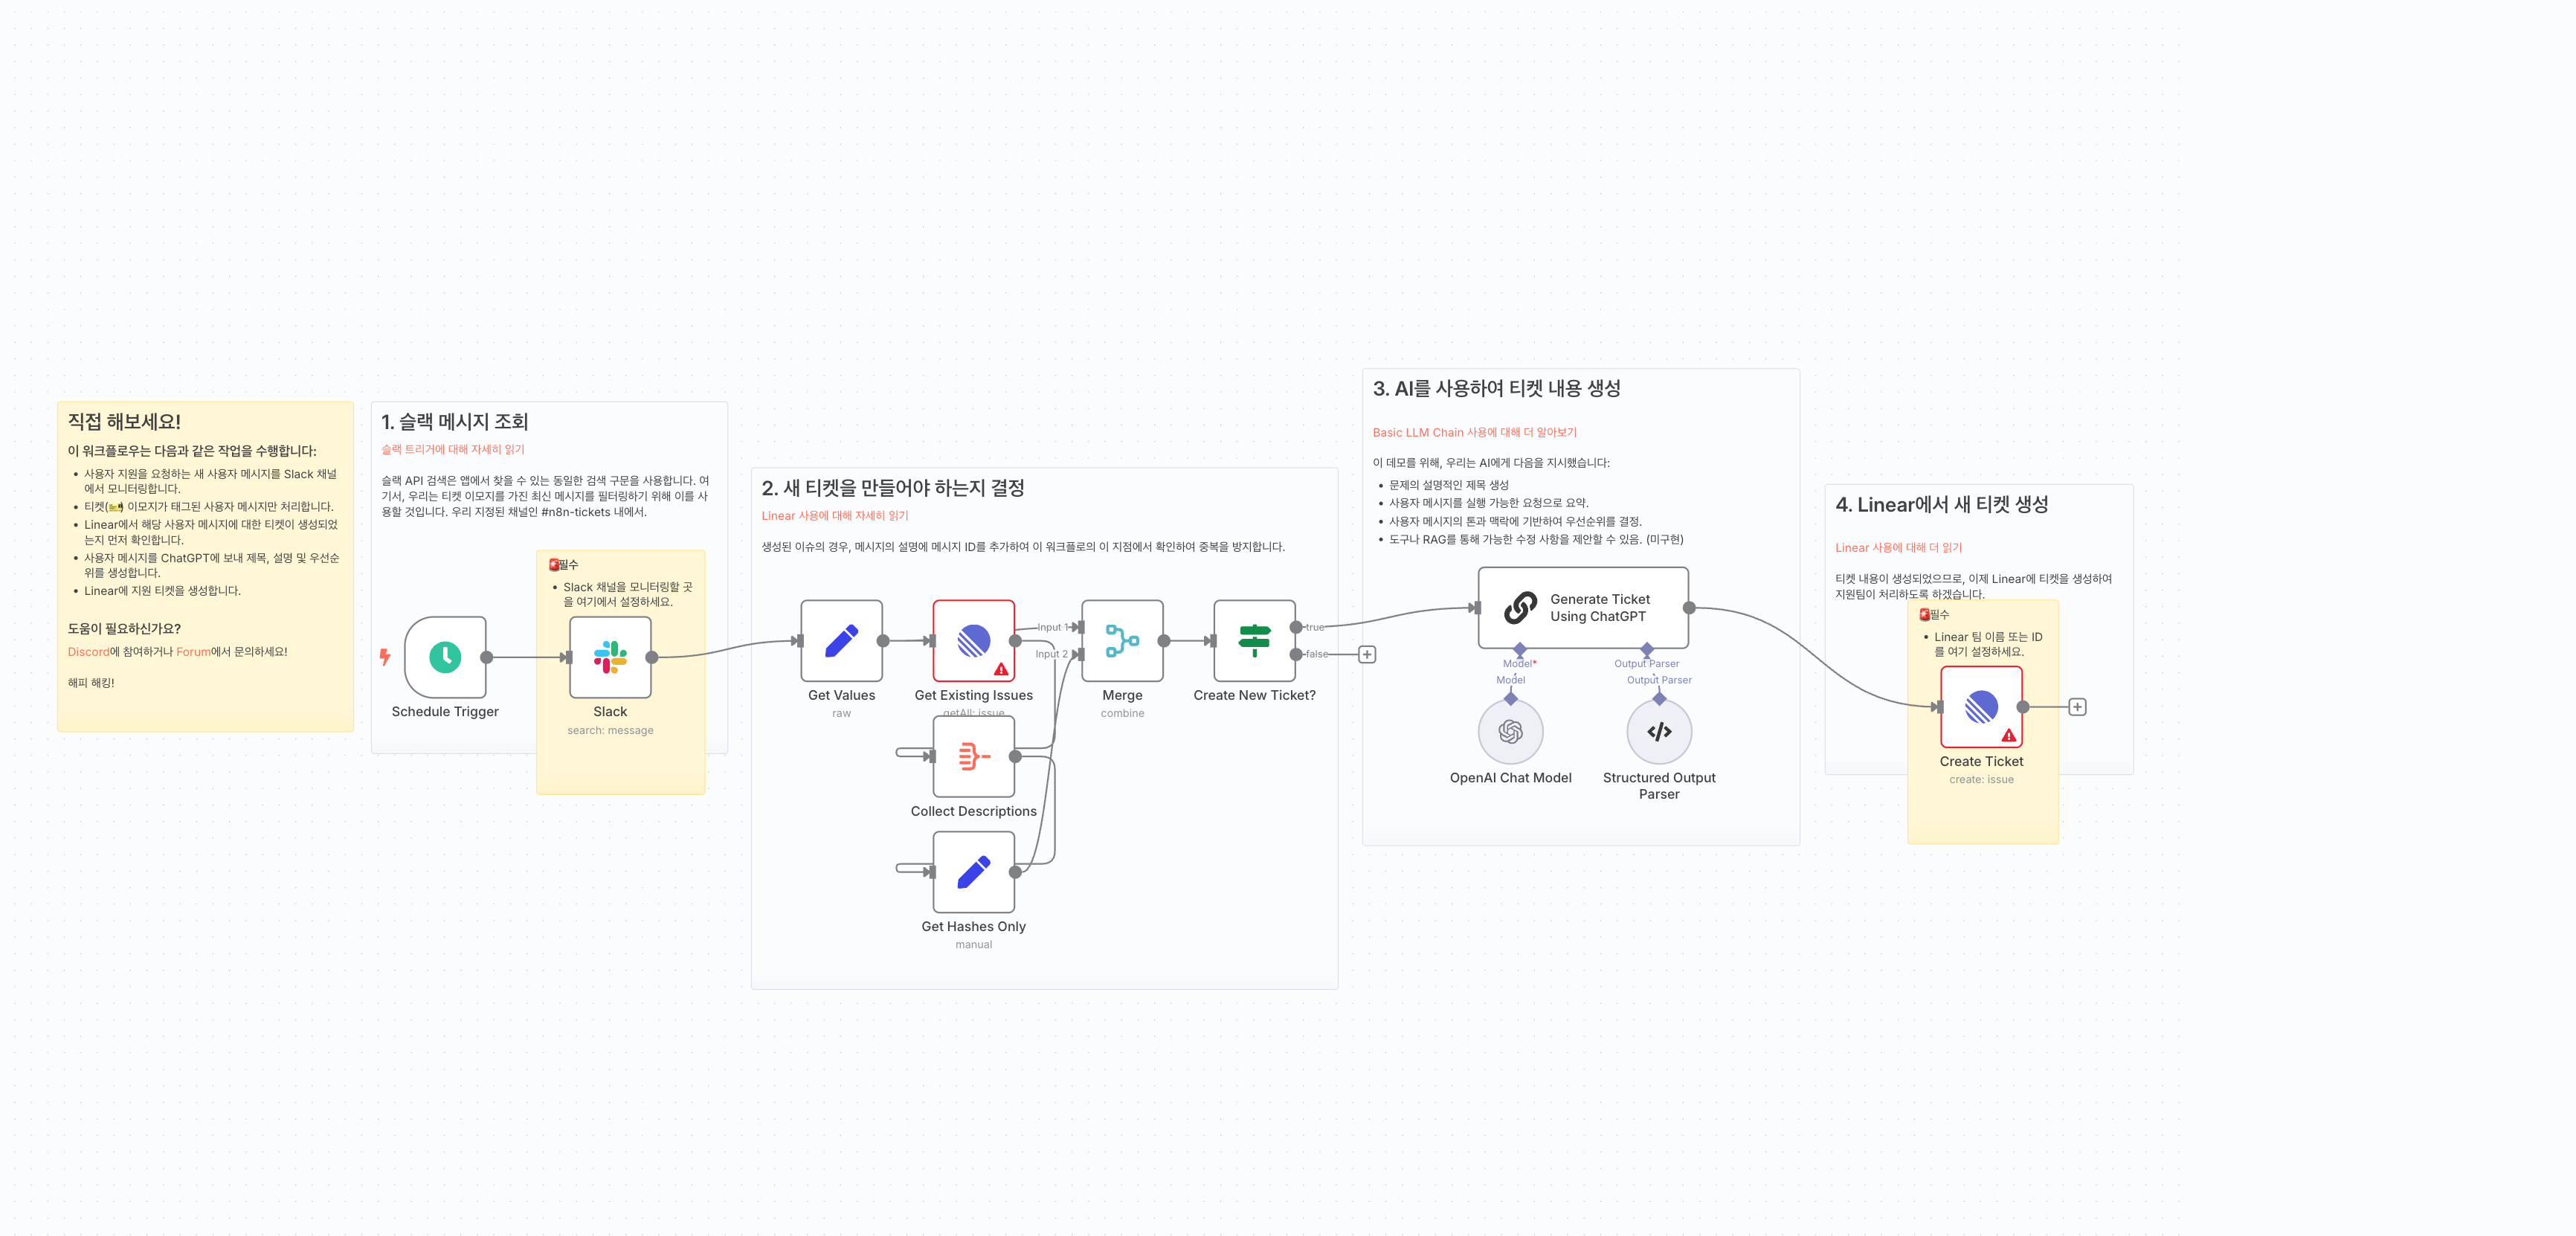 직접 해보세요!
이 워크플로우는 다음과 같은 작업을 수행합니다:
• 사용자 지원을 요청하는 새 사용자 메시지를 Slack 채널
에서 모니터링합니다.
• 티켓(🎫) 이모지가 태그된 사용자 메시지만 처리합니다.
• Linear에서 해당 사용자 메시지에 대한 티켓이 생성되었
는지 먼저 확인합니다.
• 사용자 메시지를 ChatGPT에 보내 제목, 설명 및 우선순
위를 생성합니다.
• Linear에 지원 티켓을 생성합니다.
도움이 필요하신가요?
Discord에 참여하거나 Forum에서 문의하세요!
해피 해킹!
1. 슬랙 메시지 조회
슬랙 트리거에 대해 자세히 읽기
슬랙 API 검색은 앱에서 찾을 수 있는 동일한 검색 구문을 사용합니다. 여
기서, 우리는 티켓 이모지를 가진 최신 메시지를 필터링하기 위해 이를 사
용할 것입니다. 우리 지정된 채널인 #n8n-tickets 내에서.
🚨필수
• Slack 채널을 모니터링할 곳
을 여기에서 설정하세요.
Schedule Trigger
Slack
search: message
2. 새 티켓을 만들어야 하는지 결정
Linear 사용에 대해 자세히 읽기
생성된 이슈의 경우, 메시지의 설명에 메시지 ID를 추가하여 이 워크플로의 이 지점에서 확인하여 중복을 방지합니다.
Get Values
raw
Get Existing Issues
getAll: issue
Input 1
Input 2
Merge
combine
Create New Ticket?
true
false
Collect Descriptions
Get Hashes Only
manual
3. AI를 사용하여 티켓 내용 생성
Basic LLM Chain 사용에 대해 더 알아보기
이 데모를 위해, 우리는 AI에게 다음을 지시했습니다:
• 문제의 설명적인 제목 생성
• 사용자 메시지를 실행 가능한 요청으로 요약.
• 사용자 메시지의 톤과 맥락에 기반하여 우선순위를 결정.
• 도구나 RAG를 통해 가능한 수정 사항을 제안할 수 있음. (미구현)
Generate Ticket
Using ChatGPT
Model*
Model
Output Parser
Output Parser
OpenAI Chat Model
Structured Output
Parser
4. Linear에서 새 티켓 생성
Linear 사용에 대해 더 읽기
티켓 내용이 생성되었으므로, 이제 Linear에 티켓을 생성하여
지원팀이 처리하도록 하겠습니다.
🚨필수
• Linear 팀 이름 또는 ID
를 여기 설정하세요.
Create Ticket
create: issue